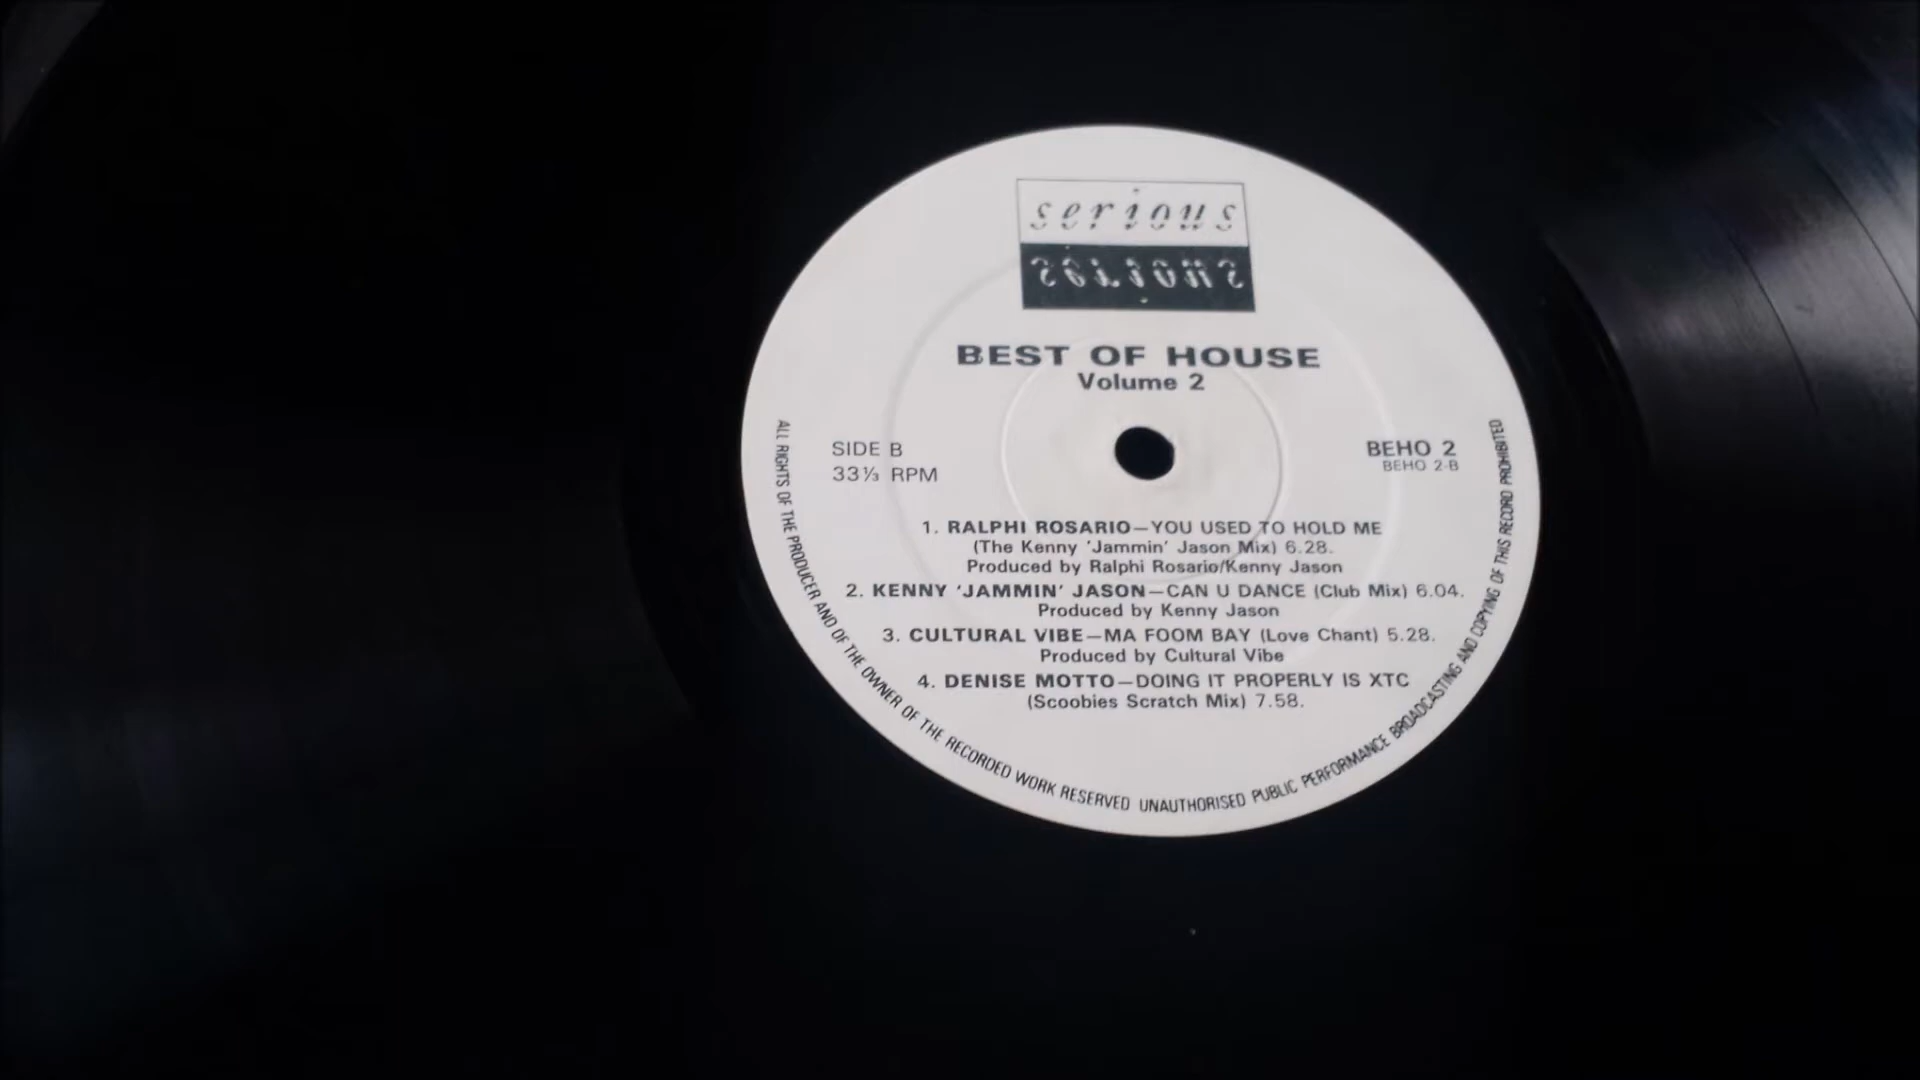 serious
serious
BEST OF HOUSE
Volume 2
SIDE B
33⅓ RPM
BEHO 2
BEHO 2-B
1. RALPHI ROSARIO—YOU USED TO HOLD ME
(The Kenny 'Jammin' Jason Mix) 6.28.
Produced by Ralphi Rosario/Kenny Jason
2. KENNY 'JAMMIN' JASON—CAN U DANCE (Club Mix) 6.04.
Produced by Kenny Jason
3. CULTURAL VIBE—MA FOOM BAY (Love Chant) 5.28.
Produced by Cultural Vibe
4. DENISE MOTTO—DOING IT PROPERLY IS XTC
(Scoobies Scratch Mix) 7.58.
ALL RIGHTS OF THE PRODUCER AND OF THE OWNER OF THE RECORDED WORK RESERVED UNAUTHORISED PUBLIC PERFORMANCE BROADCASTING AND COPYING OF THIS RECORD PROHIBITED